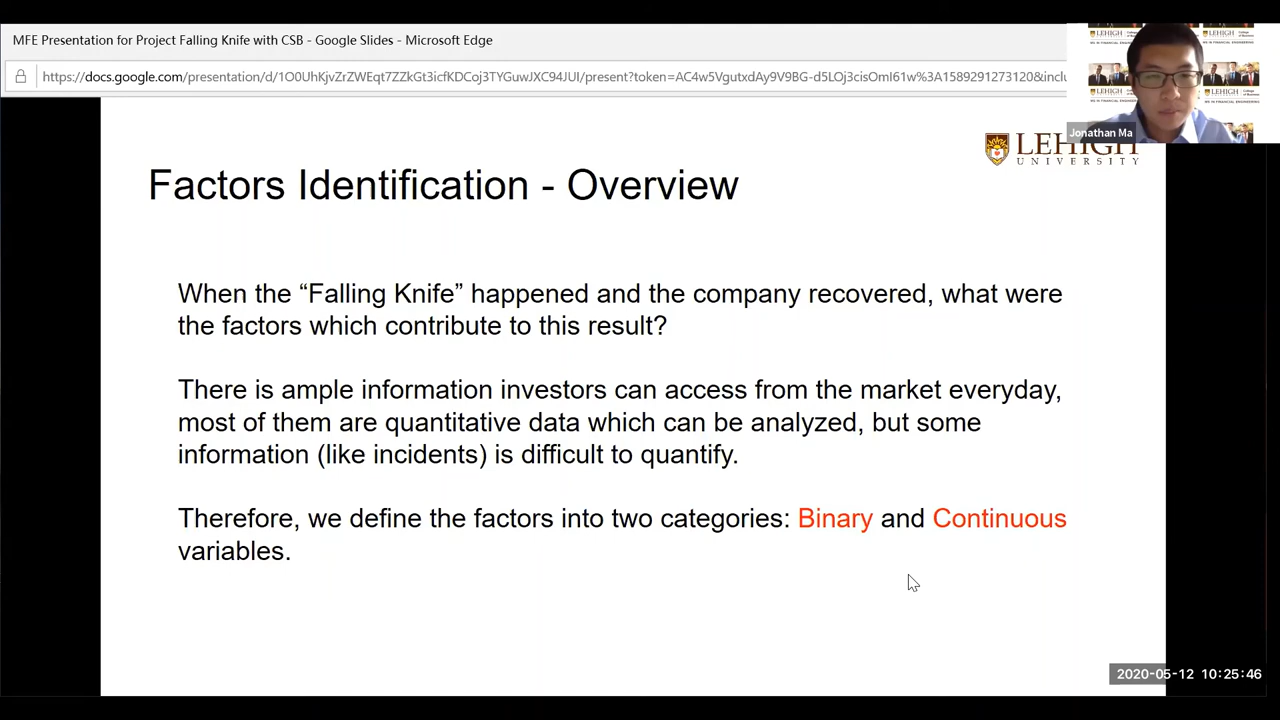 MFE Presentation for Project Falling Knife with CSB - Google Slides - Microsoft Edge
https://docs.google.com/presentation/d/1O0UhKjvZrZWEqt7ZZkGt3icfKDCoj3TYGuwJXC94JUI/present?token=AC4w5VgutxdAy9V9BG-d5LOj3cisOmI61w%3A1589291273120&inclu
Jonathan Ma
LEHIGH
UNIVERSITY
Factors Identification - Overview
When the “Falling Knife” happened and the company recovered, what were
the factors which contribute to this result?
There is ample information investors can access from the market everyday,
most of them are quantitative data which can be analyzed, but some
information (like incidents) is difficult to quantify.
Therefore, we define the factors into two categories: Binary and Continuous
variables.
2020-05-12 10:25:46